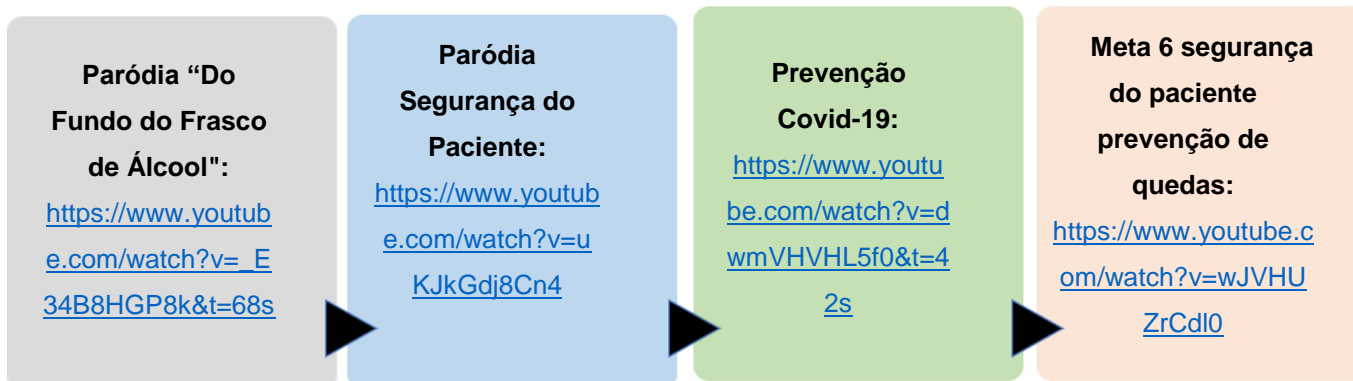 Paródia “Do
Fundo do Frasco
de Álcool":
https://www.youtub
e.com/watch?v=_E
34B8HGP8k&t=68s
Paródia
Segurança do
Paciente:
https://www.youtub
e.com/watch?v=u
KJkGdj8Cn4
Prevenção
Covid-19:
https://www.youtu
be.com/watch?v=d
wmVHVHL5f0&t=4
2s
Meta 6 segurança
do paciente
prevenção de
quedas:
https://www.youtube.c
om/watch?v=wJVHU
ZrCdl0